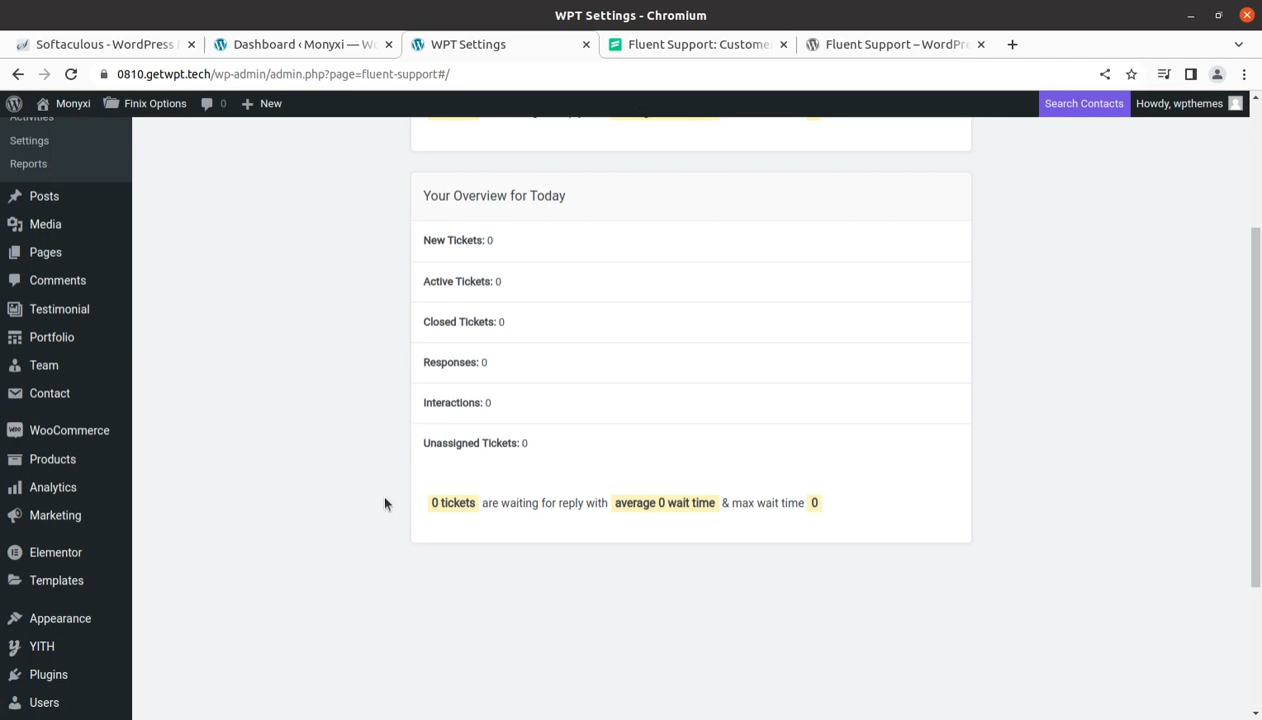 WPT Settings - Chromium
Softaculous - WordPress
Dashboard ‹ Monyxi — Wo
WPT Settings
Fluent Support: Custome
Fluent Support – WordPre
0810.getwpt.tech/wp-admin/admin.php?page=fluent-support#/
Monyxi
Finix Options
0
New
Search Contacts
Howdy, wpthemes
Activities
Settings
Reports
Posts
Media
Pages
Comments
Testimonial
Portfolio
Team
Contact
WooCommerce
Products
Analytics
Marketing
Elementor
Templates
Appearance
YITH
Plugins
Users
Your Overview for Today
New Tickets: 0
Active Tickets: 0
Closed Tickets: 0
Responses: 0
Interactions: 0
Unassigned Tickets: 0
0 tickets are waiting for reply with average 0 wait time & max wait time 0